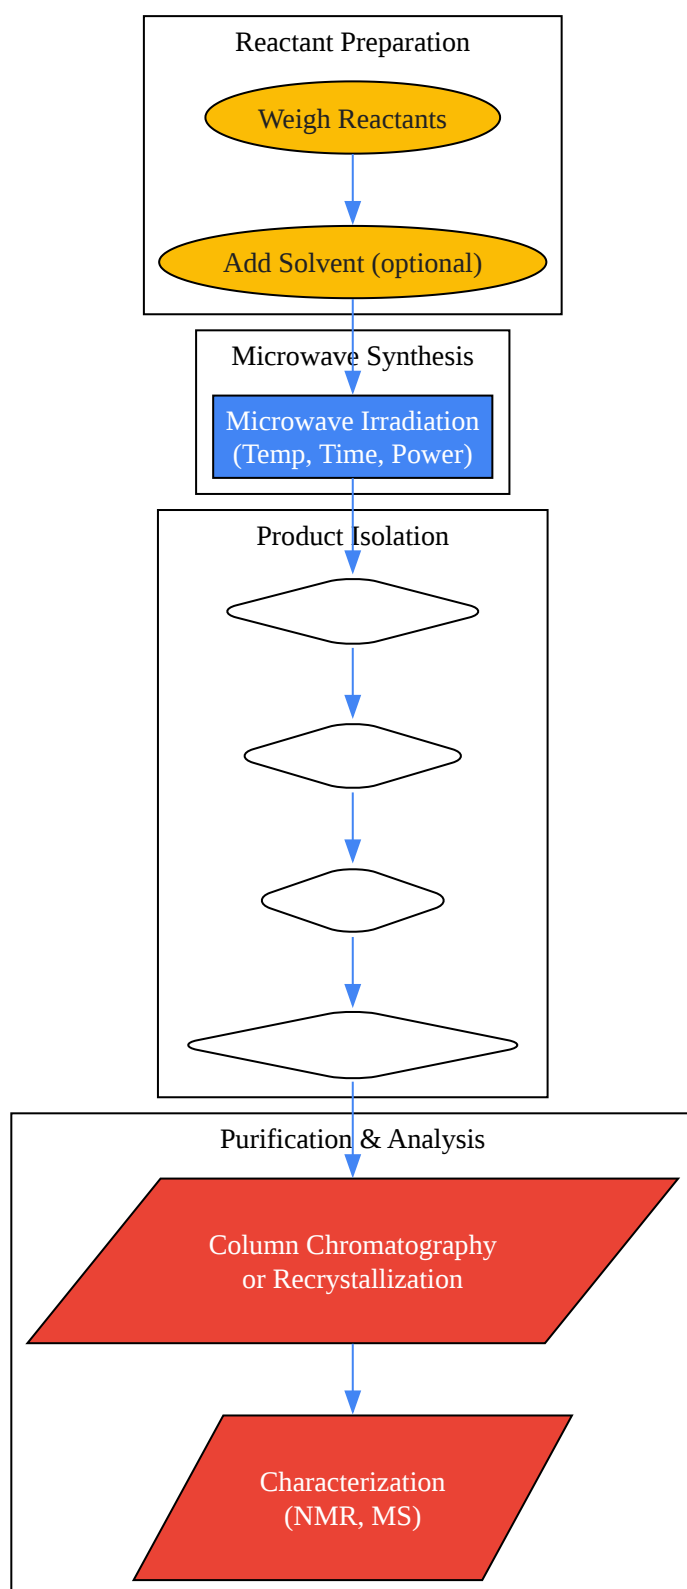 Reactant Preparation
Weigh Reactants
Add Solvent (optional)
Microwave Synthesis
Microwave Irradiation
(Temp, Time, Power)
Product Isolation
Purification & Analysis
Column Chromatography
or Recrystallization
Characterization
(NMR, MS)